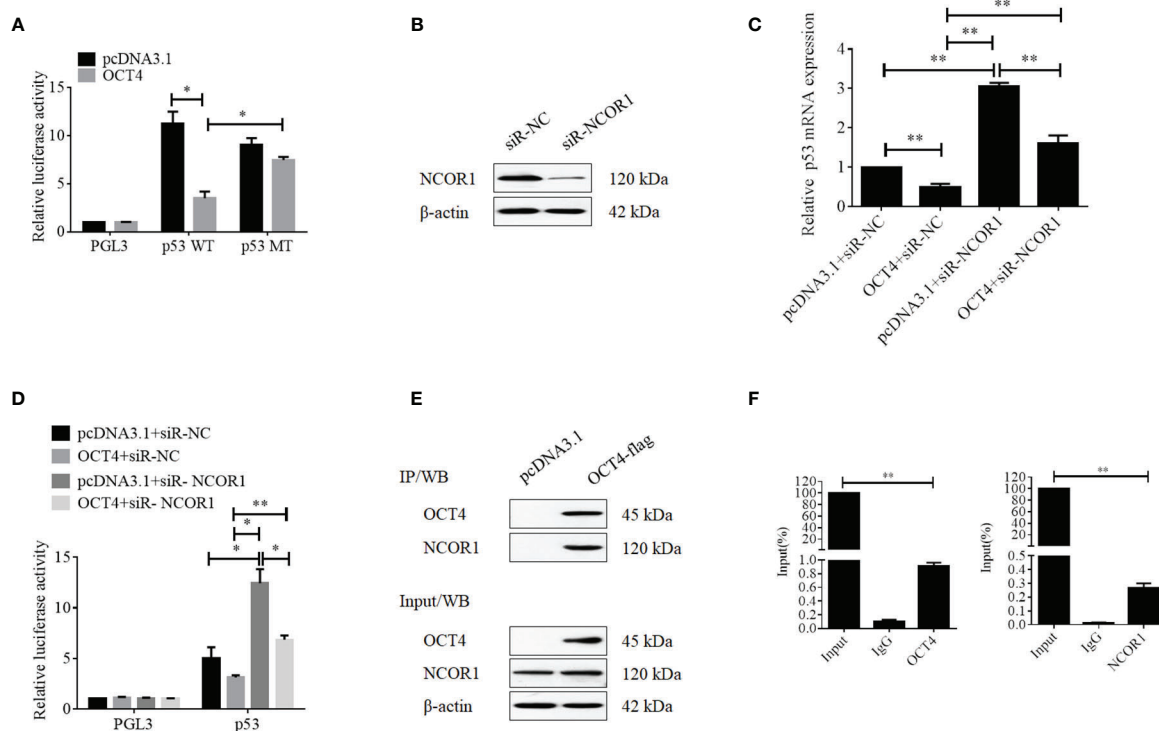 A
pcDNA3.1
OCT4
Relative luciferase activity
15
10
5
0
*
*
PGL3
p53 WT
p53 MT
B
siR-NC
siR-NCOR1
NCOR1
120 kDa
β-actin
42 kDa
C
Relative p53 mRNA expression
4
3
2
1
0
**
**
**
**
**
pcDNA3.1+siR-NC
OCT4+siR-NC
pcDNA3.1+siR-NCOR1
OCT4+siR-NCOR1
D
pcDNA3.1+siR-NC
OCT4+siR-NC
pcDNA3.1+siR- NCOR1
OCT4+siR- NCOR1
Relative luciferase activity
15
10
5
0
**
*
*
*
PGL3
p53
E
pcDNA3.1
OCT4-flag
IP/WB
OCT4
45 kDa
NCOR1
120 kDa
Input/WB
OCT4
45 kDa
NCOR1
120 kDa
β-actin
42 kDa
F
Input(%)
120
100
80
60
40
20
1.0
0.8
0.6
0.4
0.2
0.0
**
Input
IgG
OCT4
Input(%)
120
100
80
60
40
20
0.5
0.4
0.3
0.2
0.1
0.0
**
Input
IgG
NCOR1